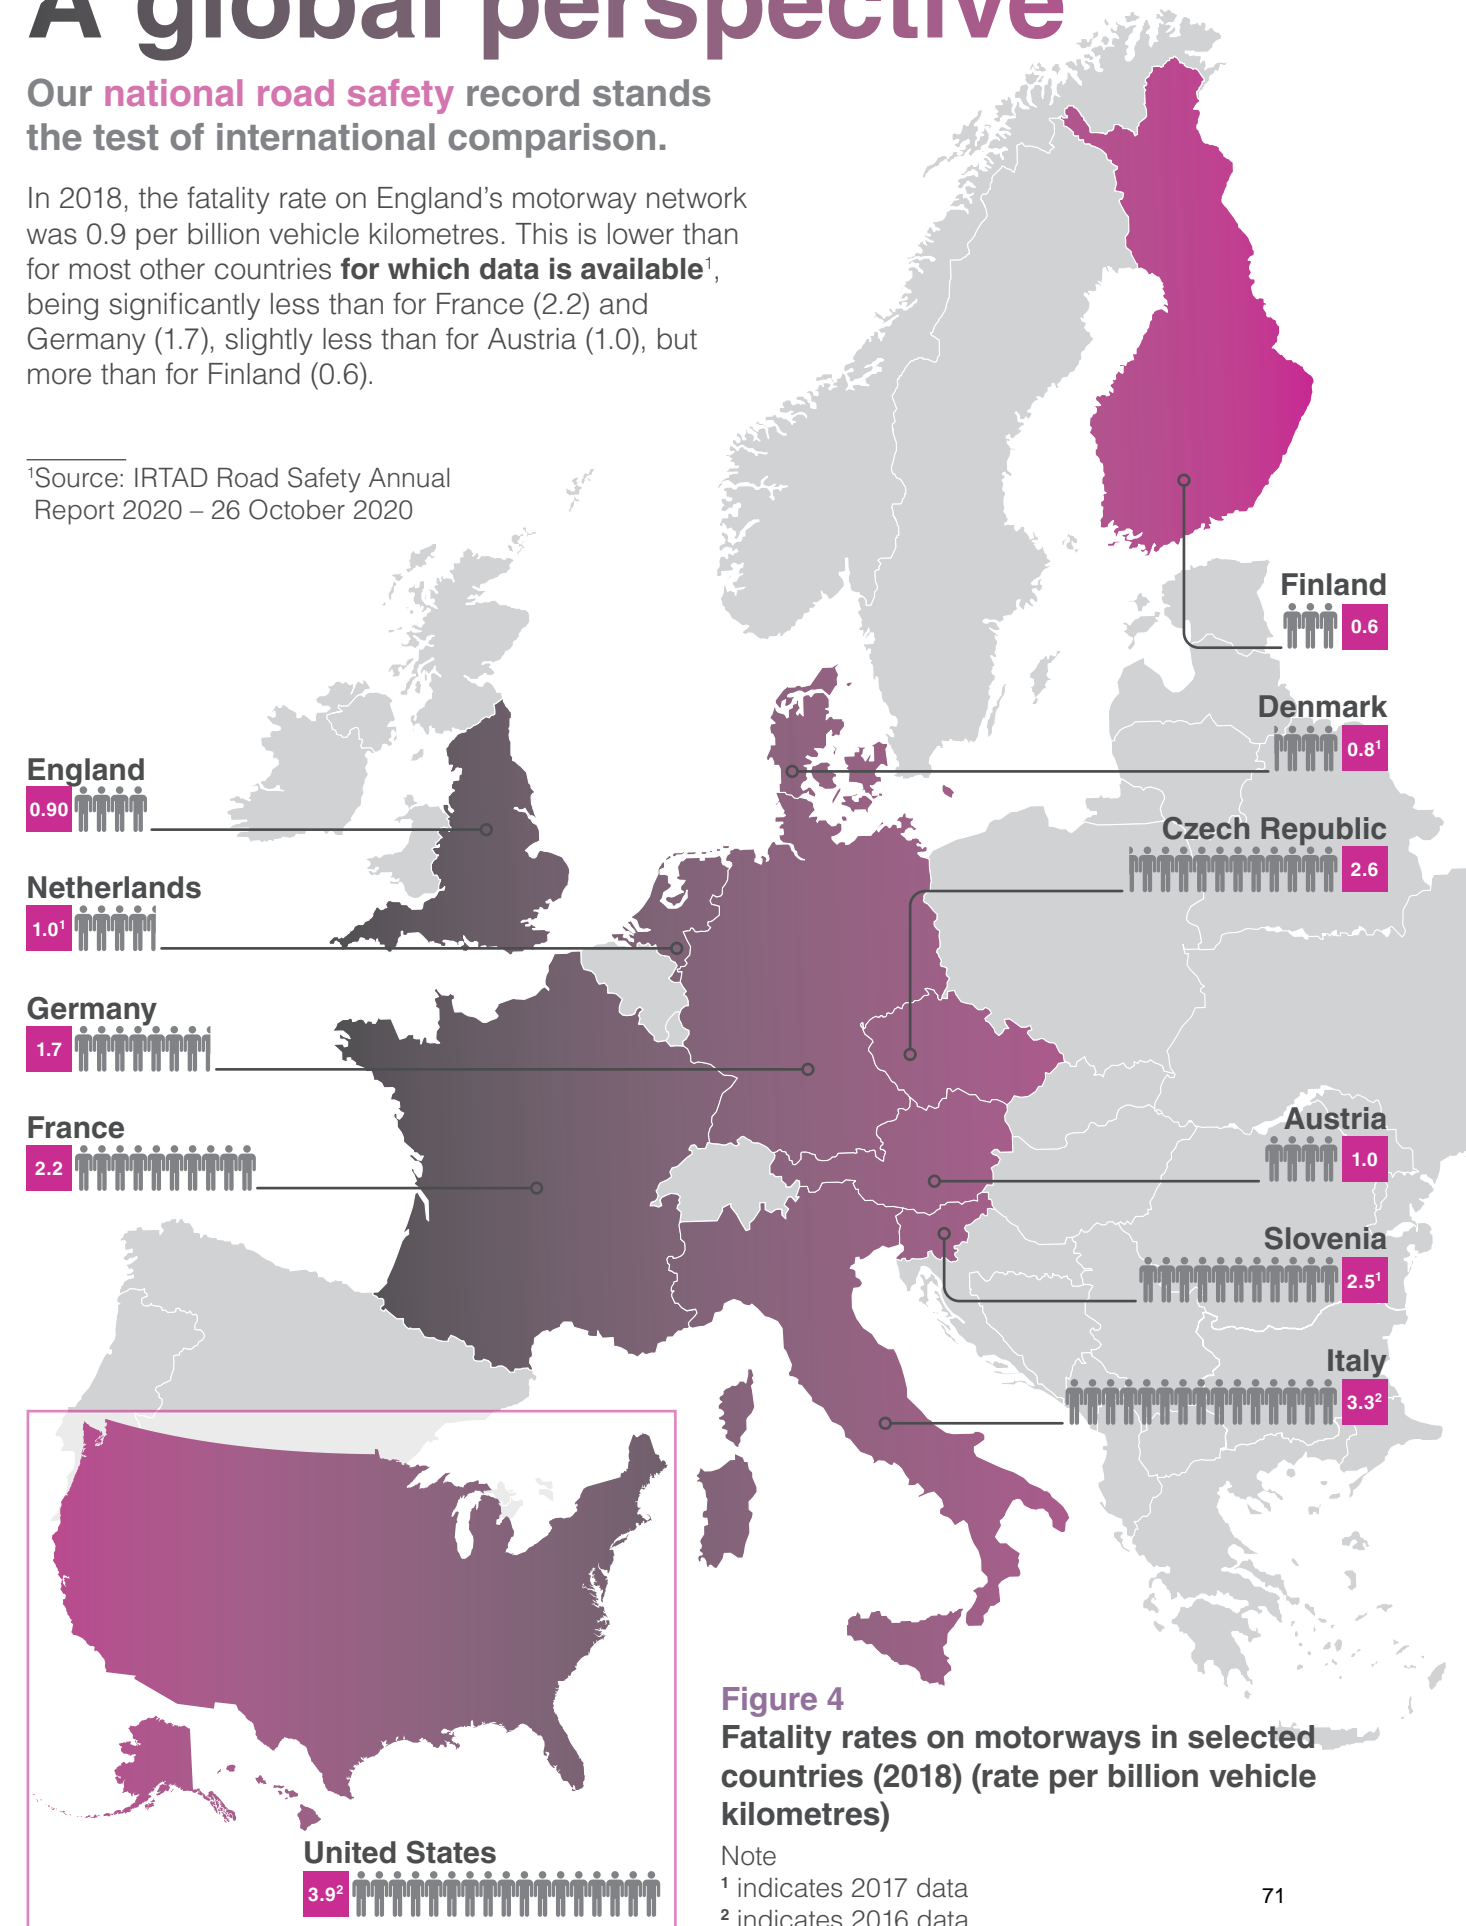 A global perspective
Our national road safety record stands
the test of international comparison.
In 2018, the fatality rate on England’s motorway network
was 0.9 per billion vehicle kilometres. This is lower than
for most other countries for which data is available¹,
being significantly less than for France (2.2) and
Germany (1.7), slightly less than for Austria (1.0), but
more than for Finland (0.6).
¹Source: IRTAD Road Safety Annual
Report 2020 – 26 October 2020
Finland
0.6
Denmark
0.8¹
England
0.90
Czech Republic
2.6
Netherlands
1.0¹
Germany
1.7
France
2.2
Austria
1.0
Slovenia
2.5¹
Italy
3.3²
United States
3.9²
Figure 4
Fatality rates on motorways in selected
countries (2018) (rate per billion vehicle
kilometres)
Note
¹ indicates 2017 data
² indicates 2016 data
71